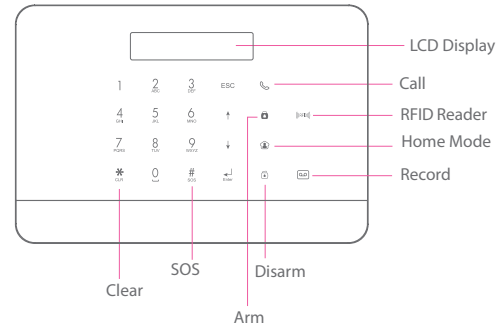 LCD Display
1 2 ABC 3 DEF ESC
Call
4 GHI 5 JKL 6 MNO ↑
RFID Reader
7 PQRS 8 TUV 9 WXYZ ↓
Home Mode
* CLR 0 # SOS Enter
Record
Clear
SOS
Disarm
Arm